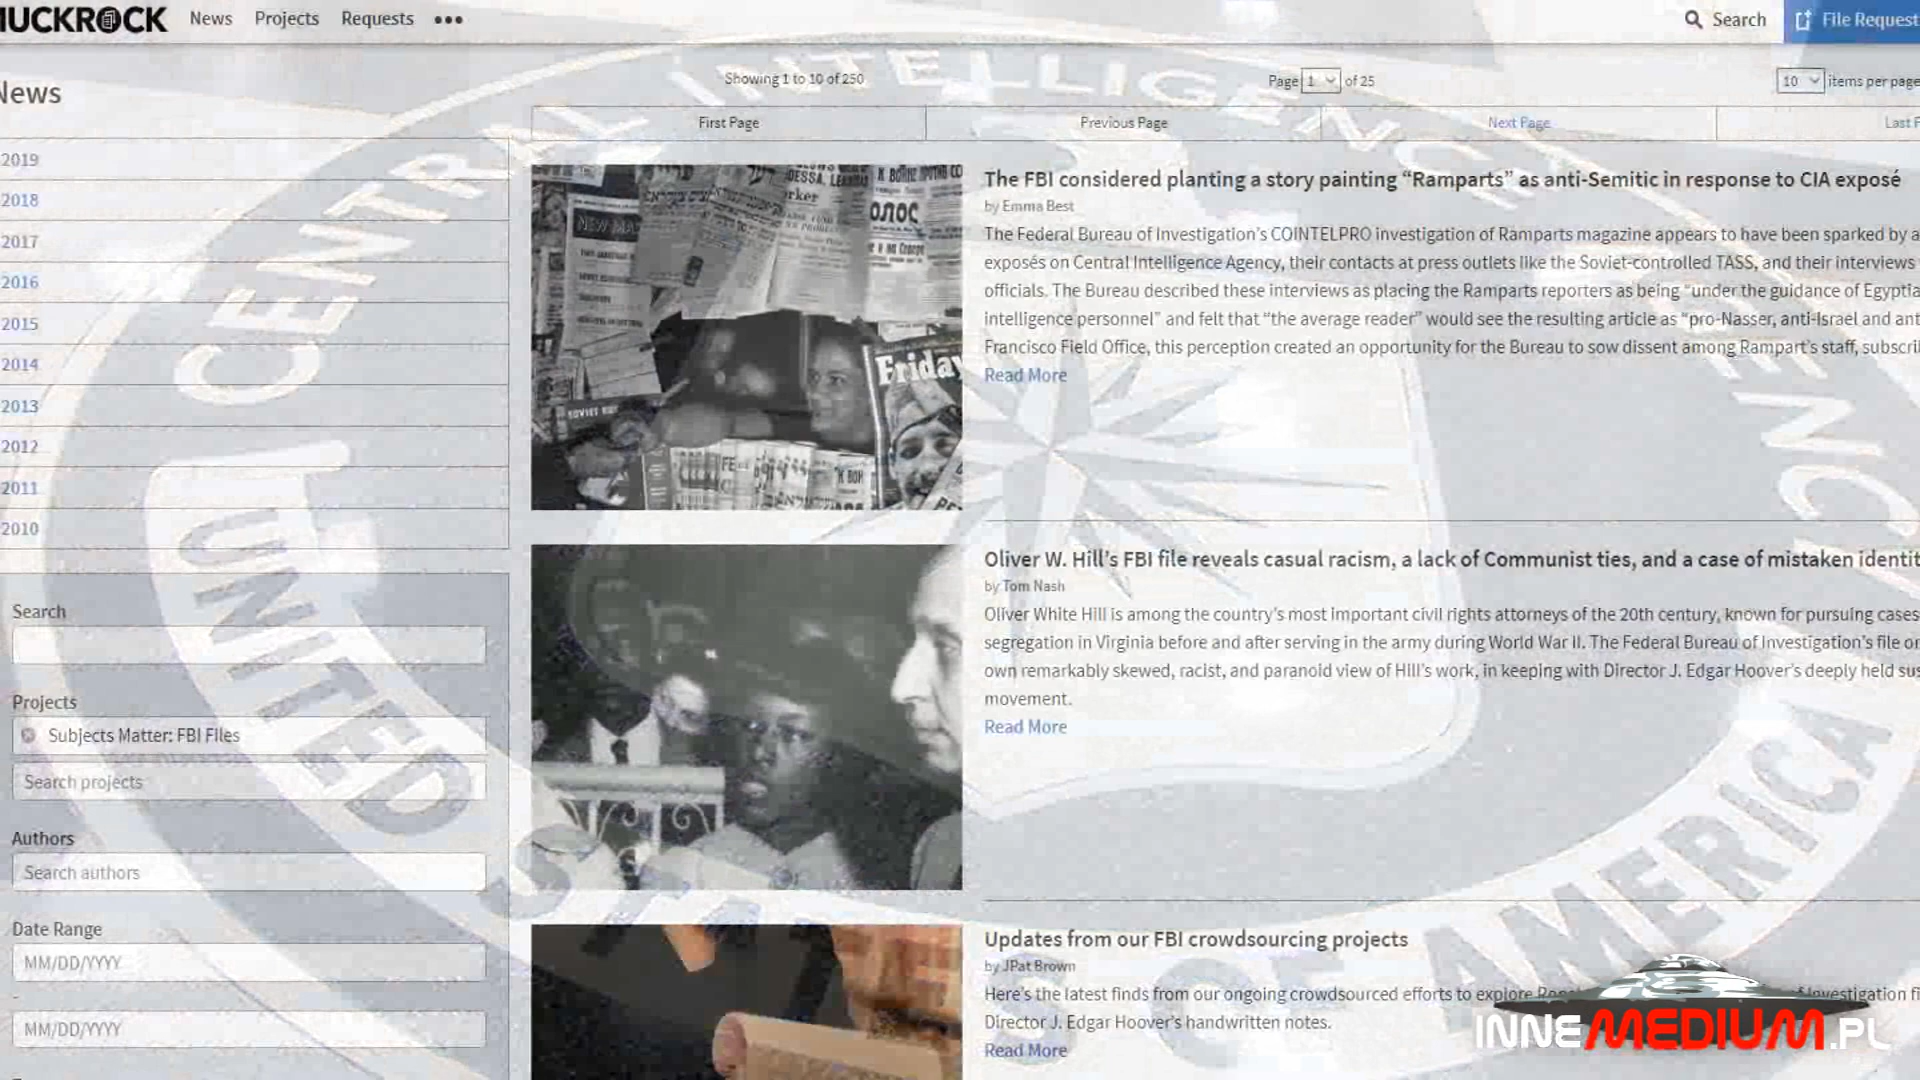 MUCKROCK News Projects Requests ••• Search File Request
News
Showing 1 to 10 of 250 Page 1 of 25 10 items per page
First Page Previous Page Next Page Last P
2019
2018
2017
2016
2015
2014
2013
2012
2011
2010
Search
Projects
Subjects Matter: FBI Files
Search projects
Authors
Search authors
Date Range
MM/DD/YYYY
-
MM/DD/YYYY
The FBI considered planting a story painting “Ramparts” as anti-Semitic in response to CIA exposé
by Emma Best
The Federal Bureau of Investigation’s COINTELPRO investigation of Ramparts magazine appears to have been sparked by a
exposés on Central Intelligence Agency, their contacts at press outlets like the Soviet-controlled TASS, and their interviews
officials. The Bureau described these interviews as placing the Ramparts reporters as being “under the guidance of Egyptia
intelligence personnel” and felt that “the average reader” would see the resulting article as “pro-Nasser, anti-Israel and ant
Francisco Field Office, this perception created an opportunity for the Bureau to sow dissent among Rampart’s staff, subscri
Read More
Oliver W. Hill’s FBI file reveals casual racism, a lack of Communist ties, and a case of mistaken identit
by Tom Nash
Oliver White Hill is among the country’s most important civil rights attorneys of the 20th century, known for pursuing cases
segregation in Virginia before and after serving in the army during World War II. The Federal Bureau of Investigation’s file or
own remarkably skewed, racist, and paranoid view of Hill’s work, in keeping with Director J. Edgar Hoover’s deeply held sus
movement.
Read More
Updates from our FBI crowdsourcing projects
by JPat Brown
Here’s the latest finds from our ongoing crowdsourced efforts to explore of Investigation fi
Director J. Edgar Hoover’s handwritten notes.
Read More
CENTRAL INTELLIGENCE AGENCY
UNITED STATES OF AMERICA
Friday
ГОЛОС
INNEMEDIUM.PL